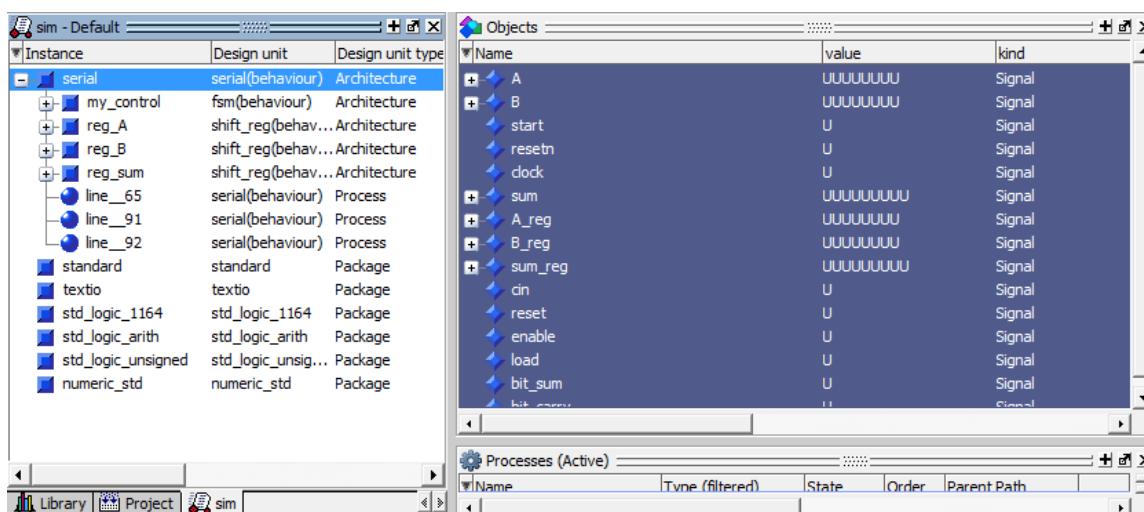 sim - Default
Instance Design unit Design unit type
serial serial(behaviour) Architecture
my_control fsm(behaviour) Architecture
reg_A shift_reg(behav... Architecture
reg_B shift_reg(behav... Architecture
reg_sum shift_reg(behav... Architecture
line__65 serial(behaviour) Process
line__91 serial(behaviour) Process
line__92 serial(behaviour) Process
standard standard Package
textio textio Package
std_logic_1164 std_logic_1164 Package
std_logic_arith std_logic_arith Package
std_logic_unsigned std_logic_unsig... Package
numeric_std numeric_std Package
Library Project sim
Objects
Name value kind
A UUUUUUUU Signal
B UUUUUUUU Signal
start U Signal
resetn U Signal
clock U Signal
sum UUUUUUUUU Signal
A_reg UUUUUUUU Signal
B_reg UUUUUUUU Signal
sum_reg UUUUUUUUU Signal
cin U Signal
reset U Signal
enable U Signal
load U Signal
bit_sum U Signal
bit_carry U Signal
Processes (Active)
Name Type (filtered) State Order Parent Path